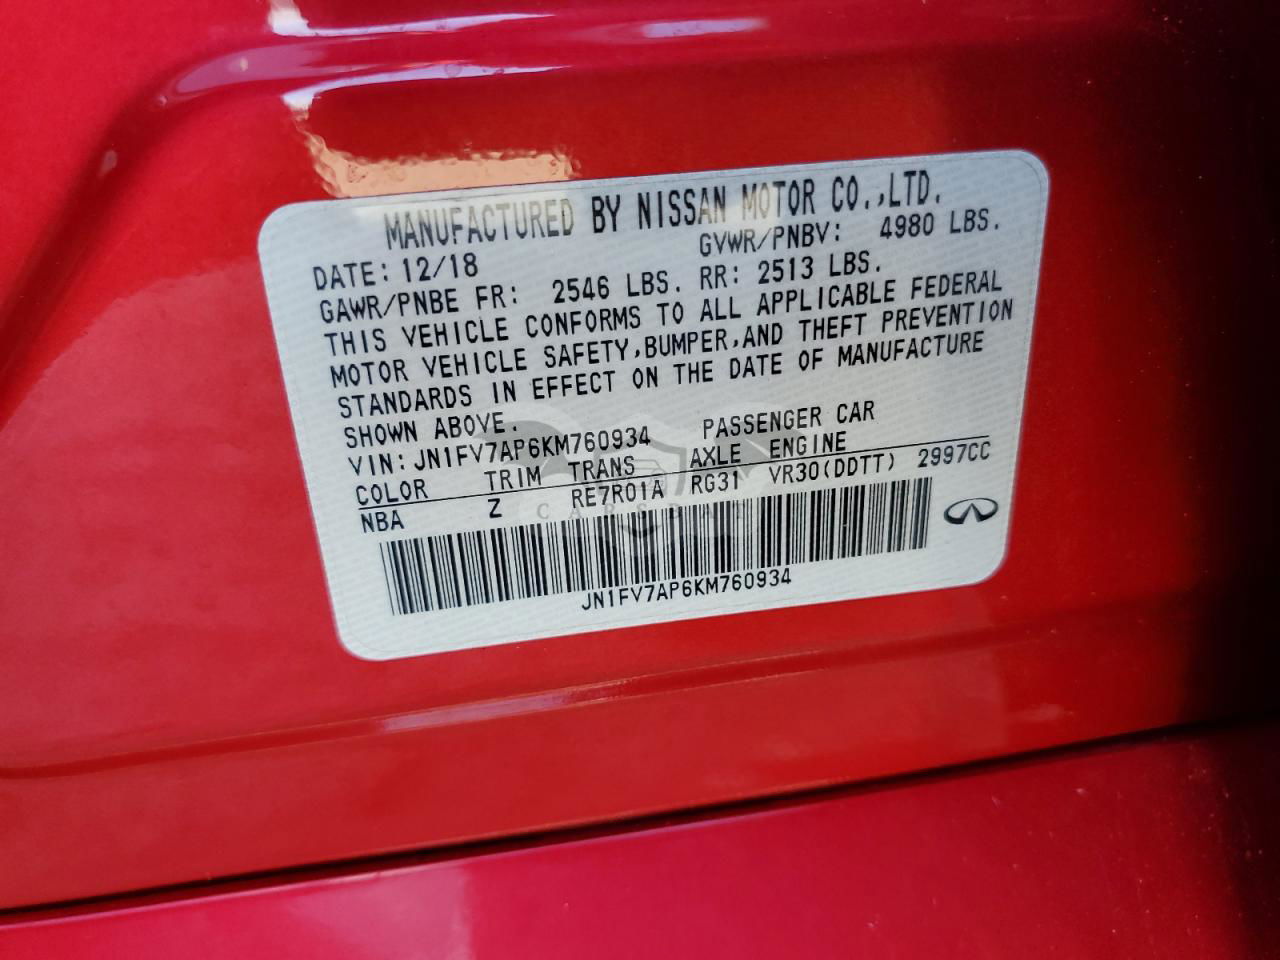 MANUFACTURED BY NISSAN MOTOR CO.,LTD.
DATE: 12/18 GVWR/PNBV: 4980 LBS.
GAWR/PNBE FR: 2546 LBS. RR: 2513 LBS.
THIS VEHICLE CONFORMS TO ALL APPLICABLE FEDERAL
MOTOR VEHICLE SAFETY,BUMPER,AND THEFT PREVENTION
STANDARDS IN EFFECT ON THE DATE OF MANUFACTURE
SHOWN ABOVE.
VIN: JN1FV7AP6KM760934 PASSENGER CAR
COLOR TRIM TRANS AXLE ENGINE
NBA Z RE7R01A RG31 VR30(DDTT) 2997CC
JN1FV7AP6KM760934